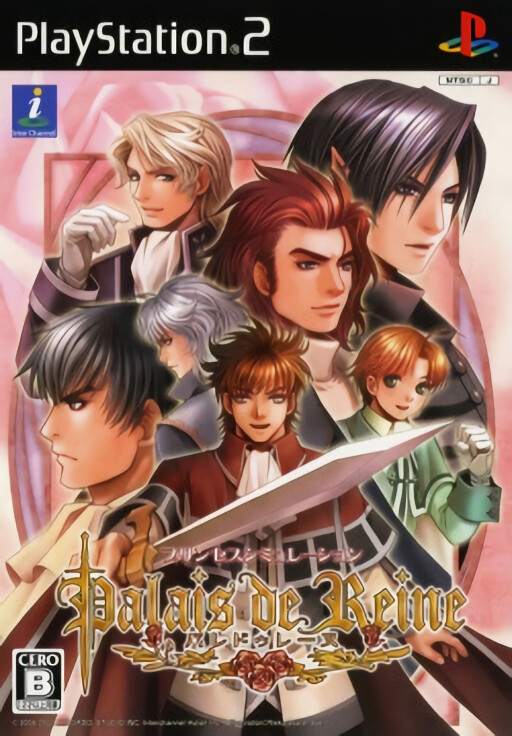 PlayStation®2
NTSC J
i
Inter Channel
プリンセスシミュレーション
Palais de Reine
パレドゥレーヌ
CERO
B